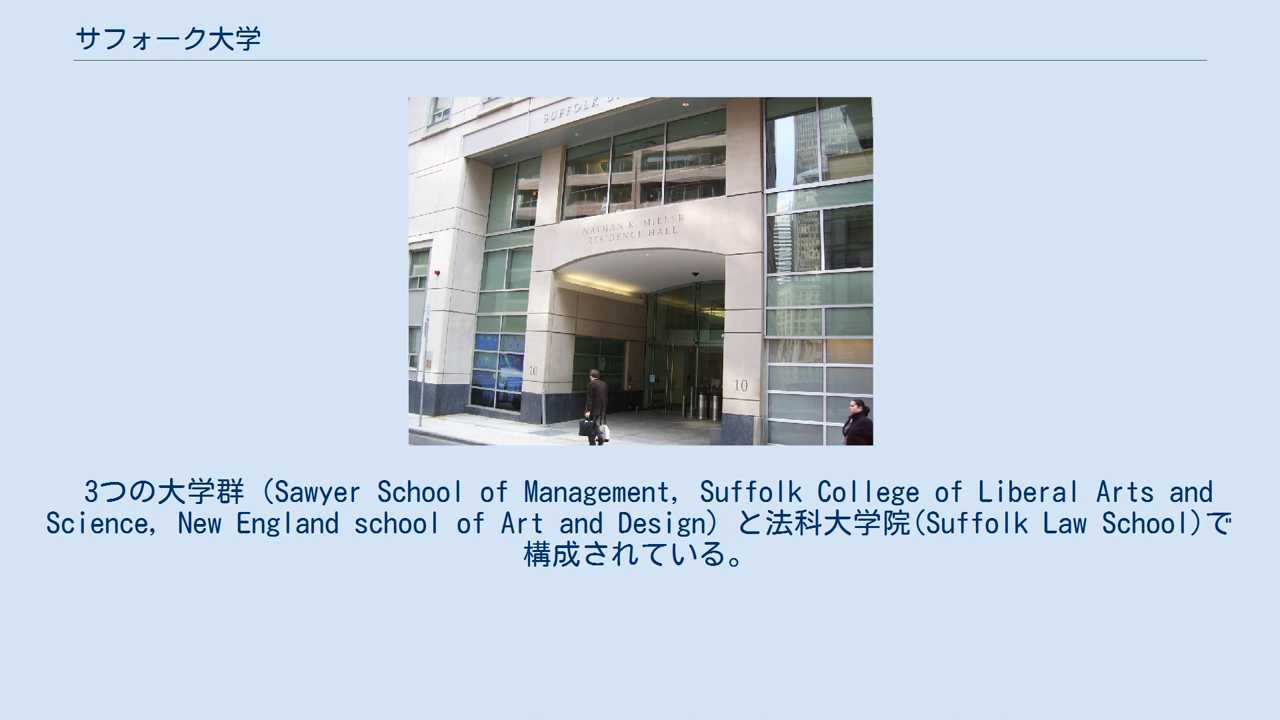 サフォーク大学
SUFFOLK
NATHAN R. MILLER
RESIDENCE HALL
10
10
3つの大学群 (Sawyer School of Management, Suffolk College of Liberal Arts and
Science, New England school of Art and Design) と法科大学院(Suffolk Law School)で
構成されている。